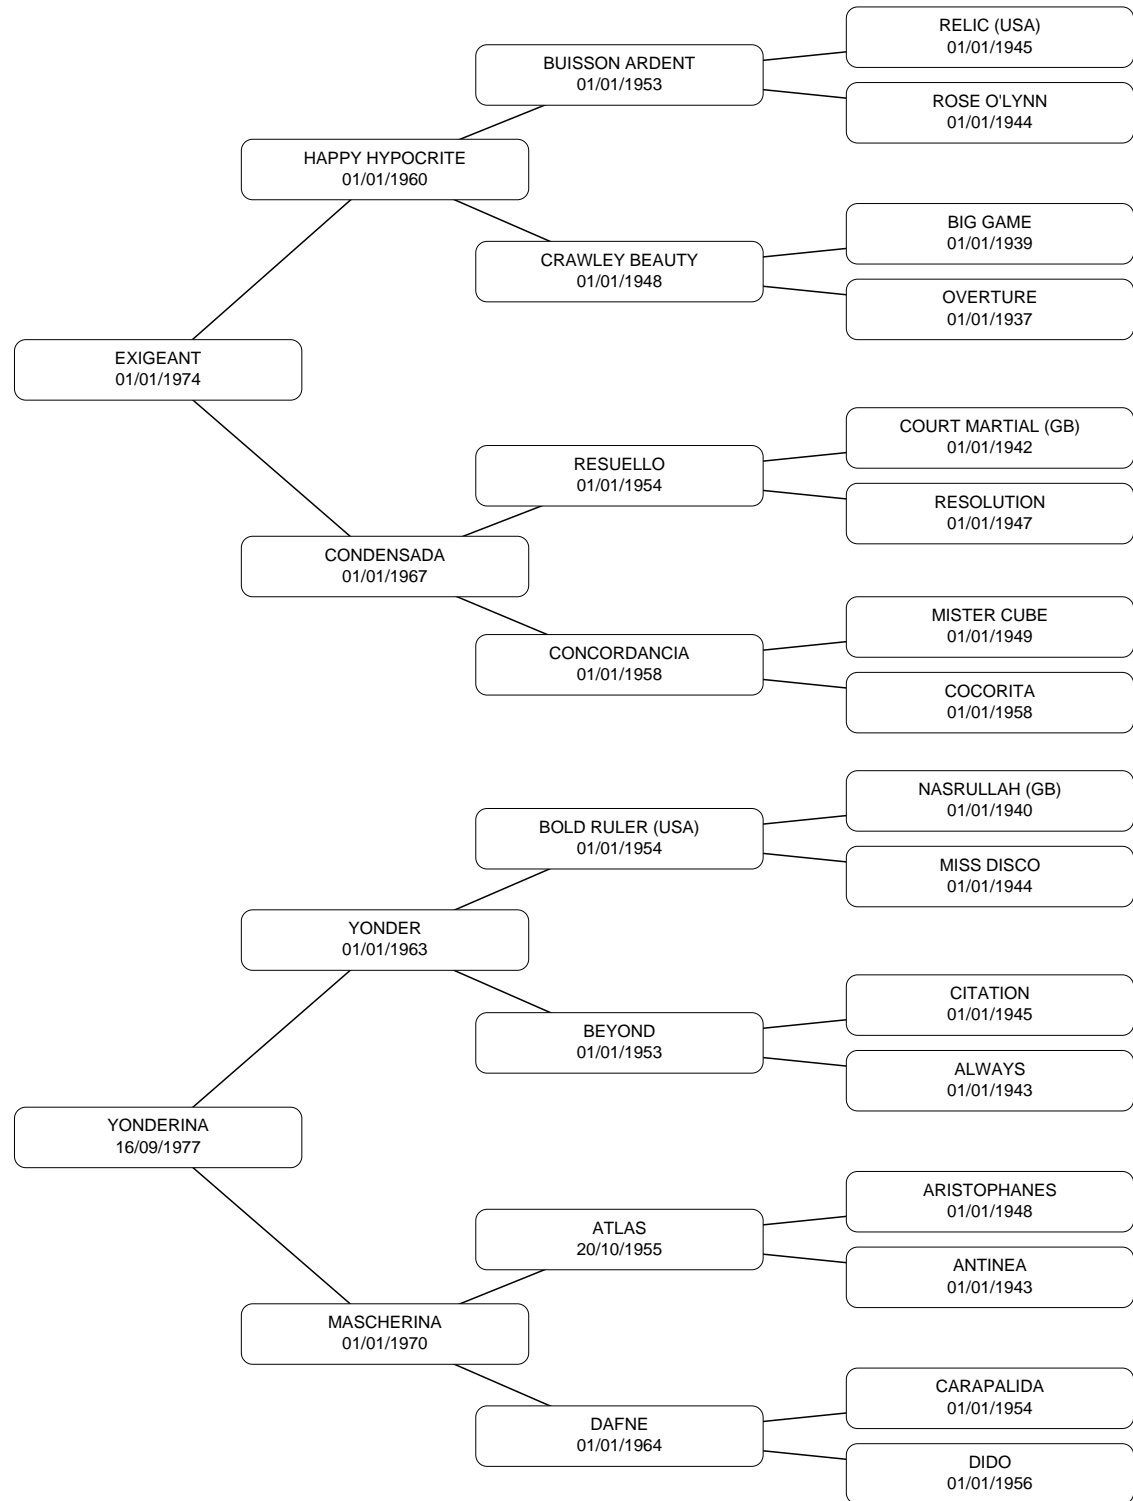 RELIC (USA)
01/01/1945
BUISSON ARDENT
01/01/1953
ROSE O'LYNN
01/01/1944
HAPPY HYPOCRITE
01/01/1960
BIG GAME
01/01/1939
CRAWLEY BEAUTY
01/01/1948
OVERTURE
01/01/1937
EXIGEANT
01/01/1974
COURT MARTIAL (GB)
01/01/1942
RESUELLO
01/01/1954
RESOLUTION
01/01/1947
CONDENSADA
01/01/1967
MISTER CUBE
01/01/1949
CONCORDANCIA
01/01/1958
COCORITA
01/01/1958
NASRULLAH (GB)
01/01/1940
BOLD RULER (USA)
01/01/1954
MISS DISCO
01/01/1944
YONDER
01/01/1963
CITATION
01/01/1945
BEYOND
01/01/1953
ALWAYS
01/01/1943
YONDERINA
16/09/1977
ARISTOPHANES
01/01/1948
ATLAS
20/10/1955
ANTINEA
01/01/1943
MASCHERINA
01/01/1970
CARAPALIDA
01/01/1954
DAFNE
01/01/1964
DIDO
01/01/1956